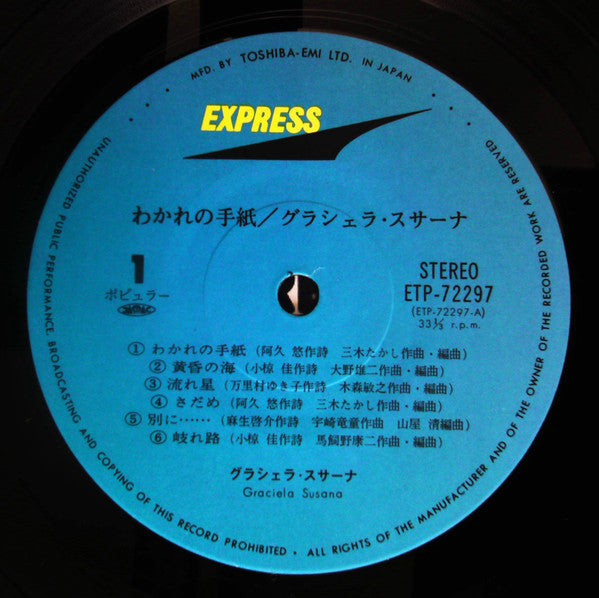 MFD. BY TOSHIBA-EMI LTD. IN JAPAN
EXPRESS
わかれの手紙/グラシェラ・スサーナ
1
ポピュラー
STEREO
ETP-72297
(ETP-72297-A)
33⅓ r.p.m.
① わかれの手紙 (阿久 悠作詩 三木たかし作曲・編曲)
② 黄昏の海 (小椋 佳作詩 大野雄二作曲・編曲)
③ 流れ星 (万里村ゆき子作詩 木森敏之作曲・編曲)
④ さだめ (阿久 悠作詩 三木たかし作曲・編曲)
⑤ 別に…… (麻生啓介作詩 宇崎竜童作曲 山屋 清編曲)
⑥ 岐れ路 (小椋 佳作詩 馬飼野康二作曲・編曲)
グラシェラ・スサーナ
Graciela Susana
UNAUTHORIZED PUBLIC PERFORMANCE, BROADCASTING AND COPYING OF THIS RECORD PROHIBITED • ALL RIGHTS OF THE MANUFACTURER AND OF THE OWNER OF THE RECORDED WORK ARE RESERVED